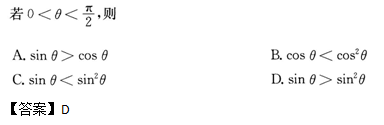 若 0＜θ＜π/2,则
A. sin θ＞cos θ B. cos θ＜cos²θ
C. sin θ＜sin²θ D. sin θ＞sin²θ
【答案】D